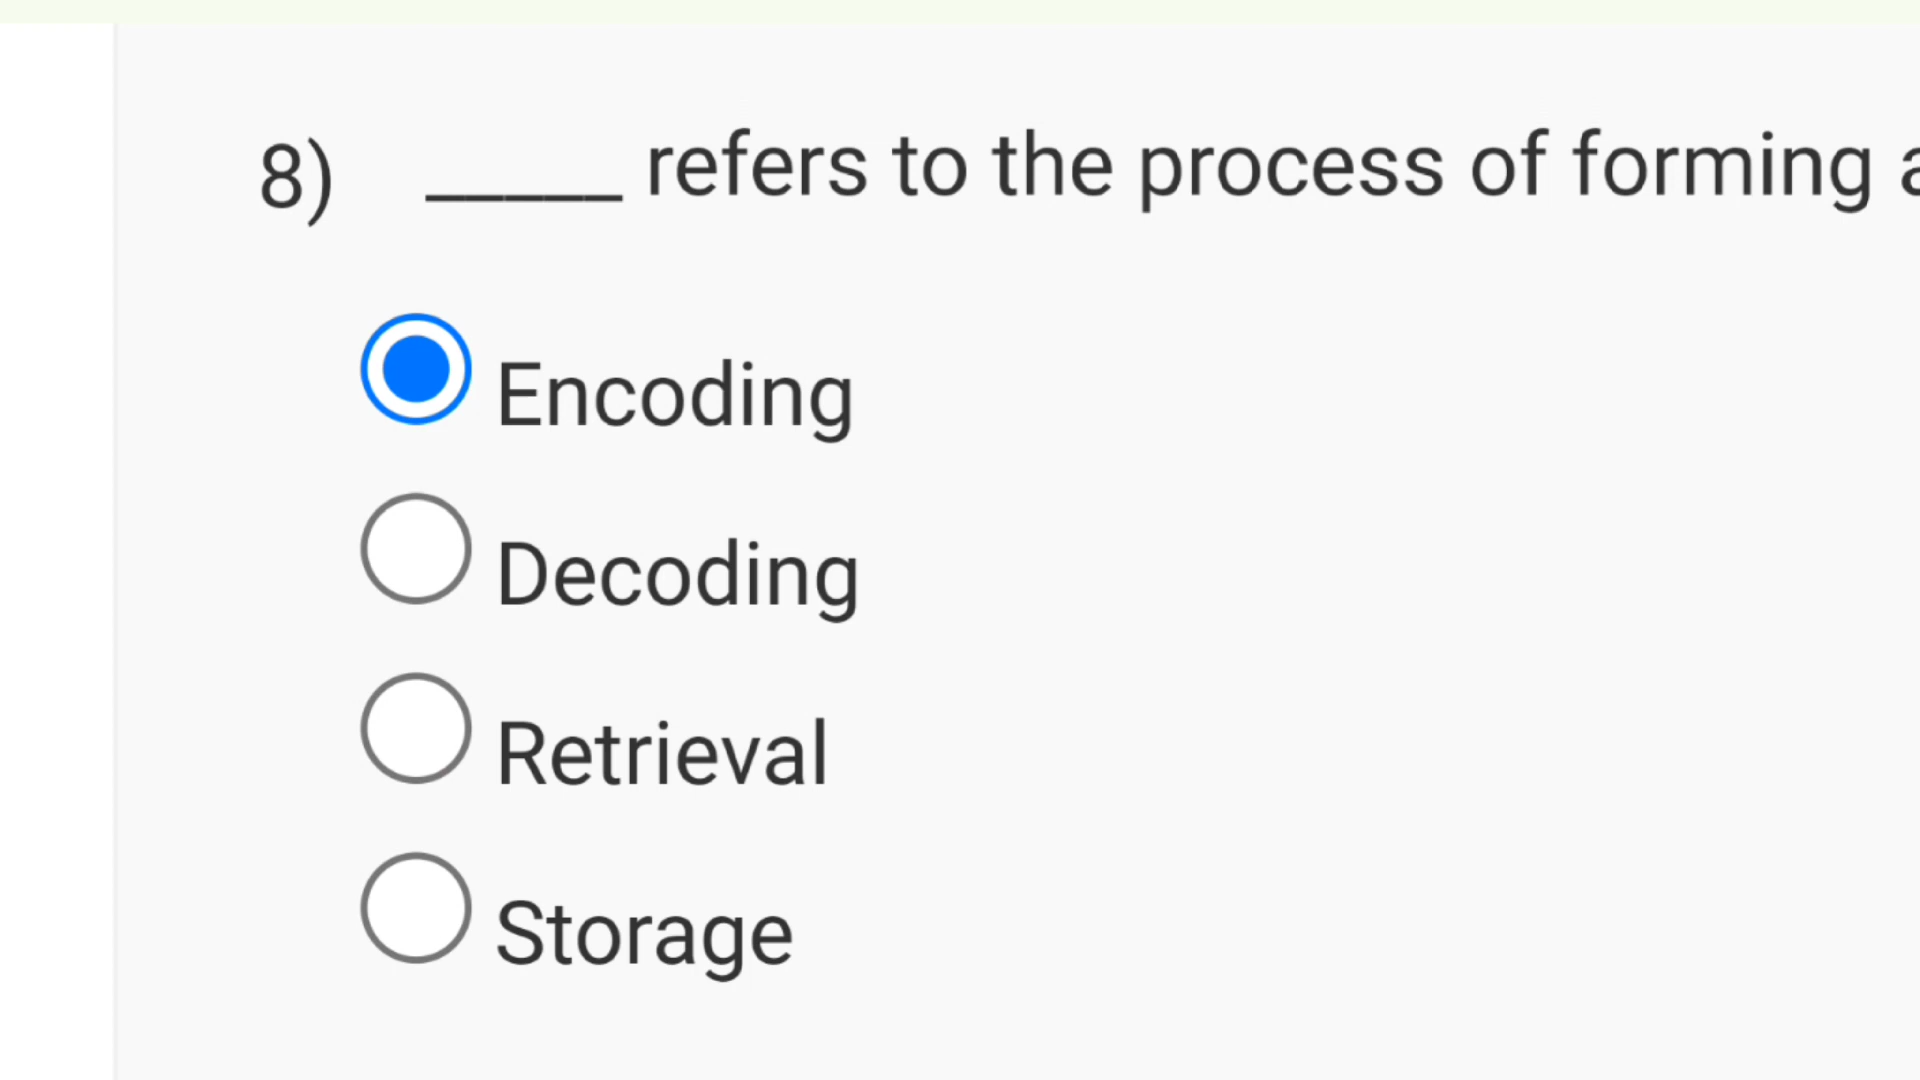 8) _____ refers to the process of forming
Encoding
Decoding
Retrieval
Storage